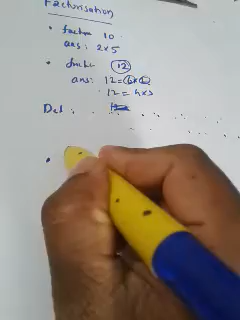 Factorisation
• factor 10
ans: 2 x 5
• factor 12
ans: 12 = 6 x 2
12 = 4 x 3
Def: